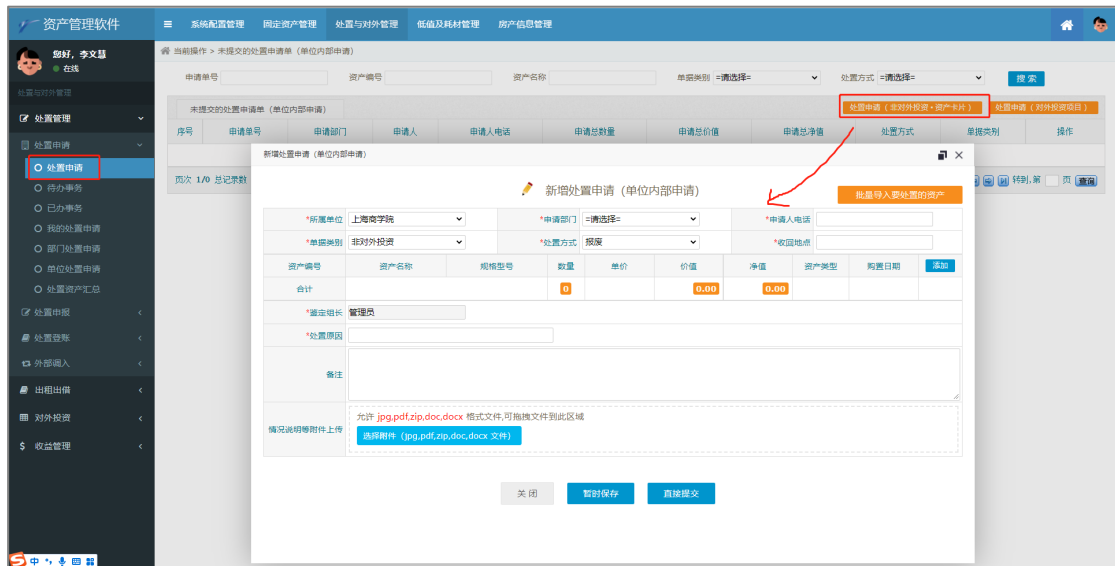 资产管理软件
系统配置管理 固定资产管理 处置与对外管理 低值及耗材管理 房产信息管理
您好，李文慧
在线
当前操作 > 未提交的处置申请单（单位内部申请）
申请单号 资产编号 资产名称 单据类别 =请选择= 处置方式 =请选择= 搜 索
处置与对外管理
未提交的处置申请单（单位内部申请） 处置申请（非对外投资-资产卡片） 处置申请（对外投资项目）
处置管理
序号 申请单号 申请部门 申请人 申请人电话 申请总数量 申请总价值 申请总净值 处置方式 单据类别 操作
处置申请
新增处置申请（单位内部申请）
处置申请
页次 1/0 总记录数 转到,第 页 查询
待办事务
新增处置申请（单位内部申请） 批量导入要处置的资产
已办事务
*所属单位 上海商学院 *申请部门 =请选择= *申请人电话
我的处置申请
*单据类别 非对外投资 *处置方式 报废 *收回地点
部门处置申请
资产编号 资产名称 规格型号 数量 单价 价值 净值 资产类型 购置日期 添加
单位处置申请
合计 0 0.00 0.00
处置资产汇总
处置申报
*鉴定组长 管理员
处置登账
*处置原因
外部调入
备注
出租出借
对外投资
情况说明等附件上传 允许 jpg,pdf,zip,doc,docx 格式文件,可拖拽文件到此区域
选择附件（jpg,pdf,zip,doc,docx 文件）
收益管理
关 闭 暂时保存 直接提交
中